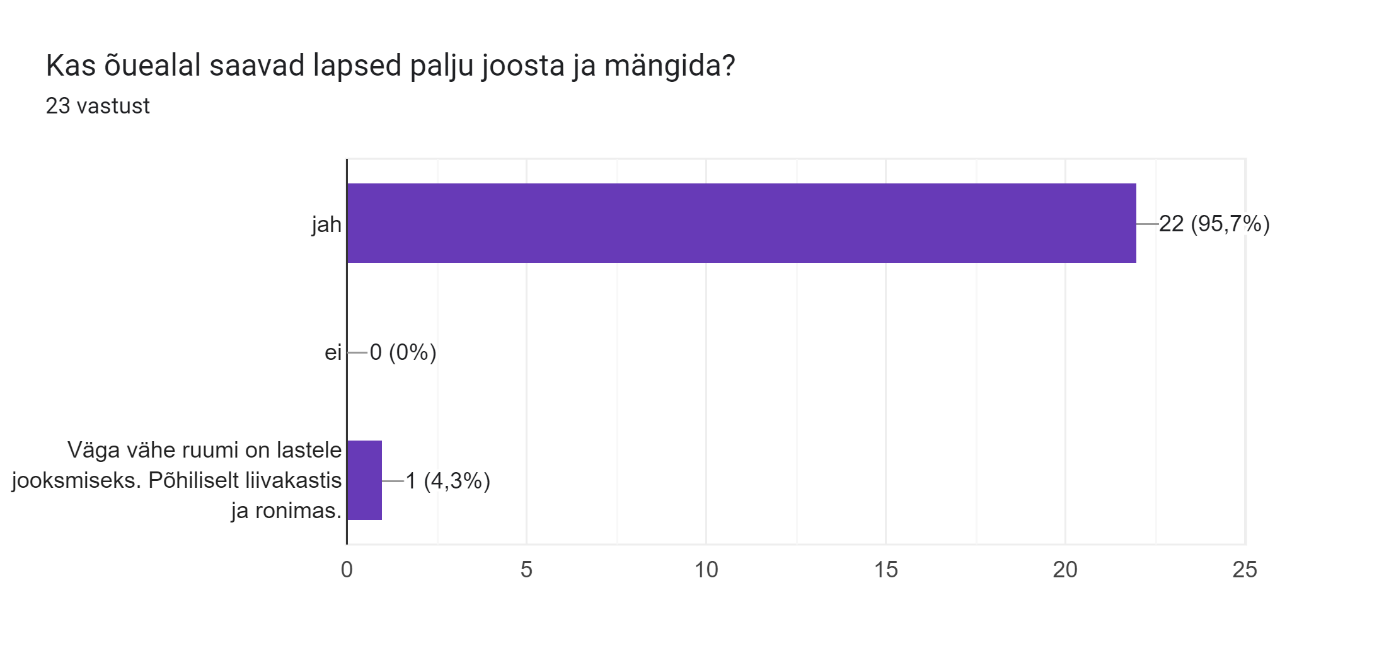 Kas õuealal saavad lapsed palju joosta ja mängida?
23 vastust
jah
22 (95,7%)
ei
0 (0%)
Väga vähe ruumi on lastele
jooksmiseks. Põhiliselt liivakastis
ja ronimas.
1 (4,3%)
0 5 10 15 20 25